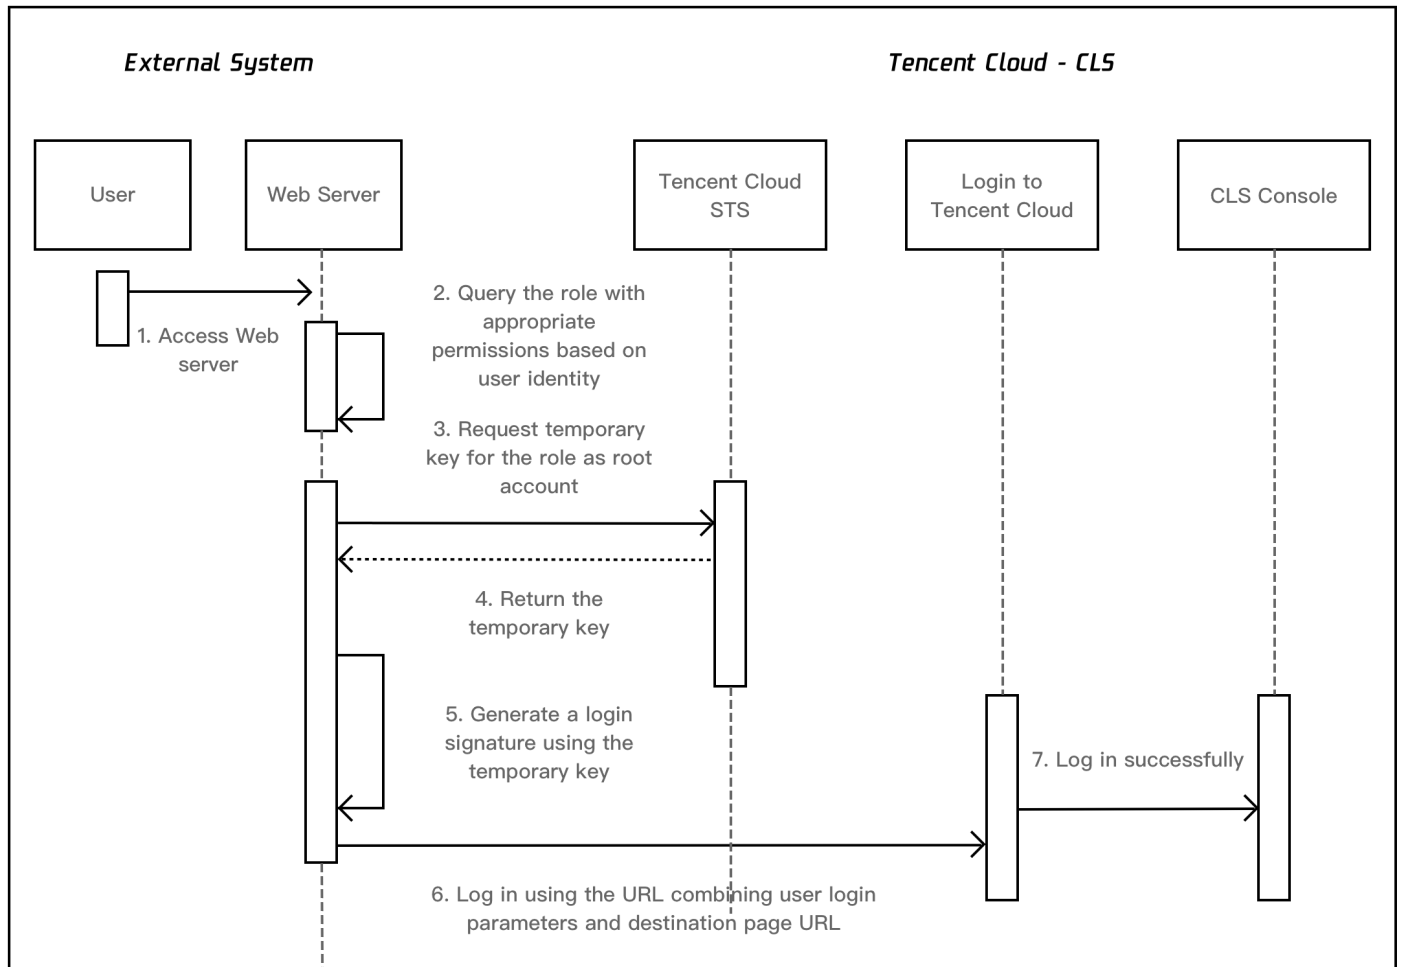 External System
Tencent Cloud - CLS
User
Web Server
Tencent Cloud
STS
Login to
Tencent Cloud
CLS Console
1. Access Web
server
2. Query the role with
appropriate
permissions based on
user identity
3. Request temporary
key for the role as root
account
4. Return the
temporary key
5. Generate a login
signature using the
temporary key
7. Log in successfully
6. Log in using the URL combining user login
parameters and destination page URL